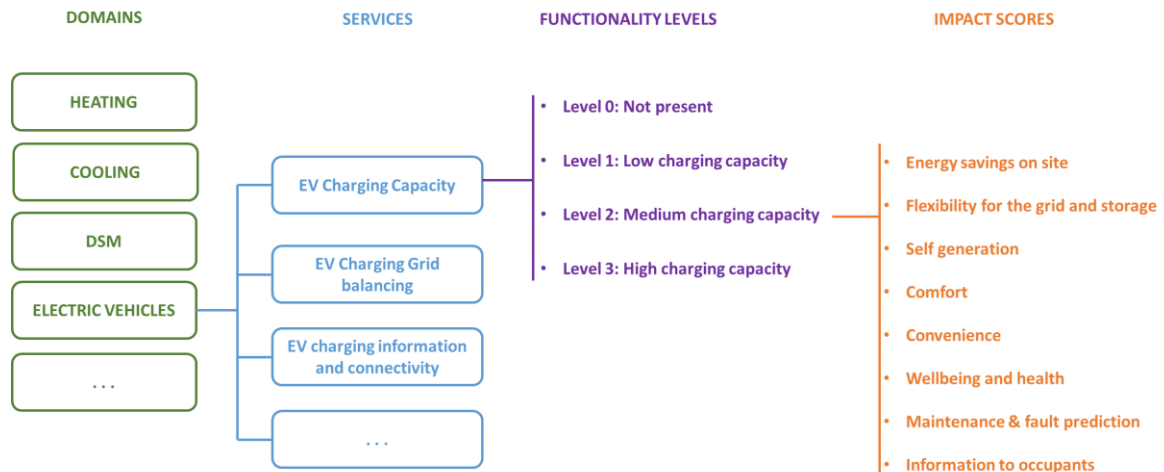 DOMAINS
SERVICES
FUNCTIONALITY LEVELS
IMPACT SCORES
HEATING
COOLING
DSM
ELECTRIC VEHICLES
. . .
EV Charging Capacity
EV Charging Grid
balancing
EV charging information
and connectivity
. . .
• Level 0: Not present
• Level 1: Low charging capacity
• Level 2: Medium charging capacity
• Level 3: High charging capacity
• Energy savings on site
• Flexibility for the grid and storage
• Self generation
• Comfort
• Convenience
• Wellbeing and health
• Maintenance & fault prediction
• Information to occupants